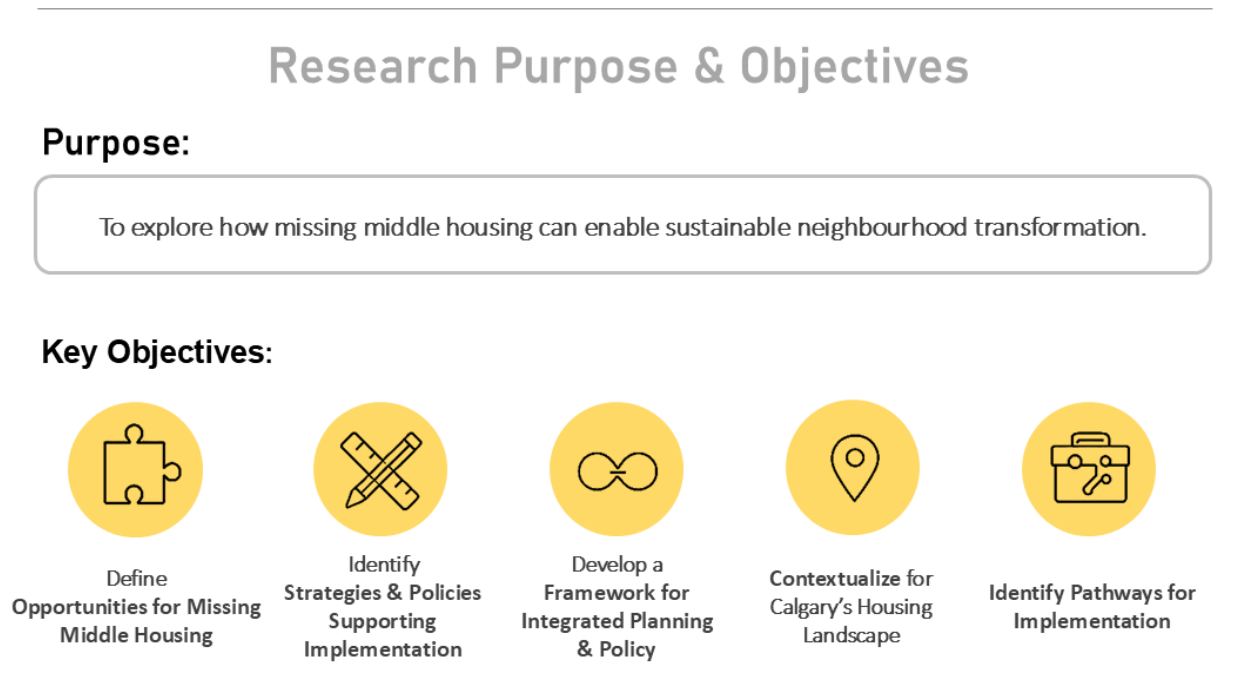 Research Purpose & Objectives
Purpose:
To explore how missing middle housing can enable sustainable neighbourhood transformation.
Key Objectives:
Define
Opportunities for Missing
Middle Housing
Identify
Strategies & Policies
Supporting
Implementation
Develop a
Framework for
Integrated Planning
& Policy
Contextualize for
Calgary's Housing
Landscape
Identify Pathways for
Implementation